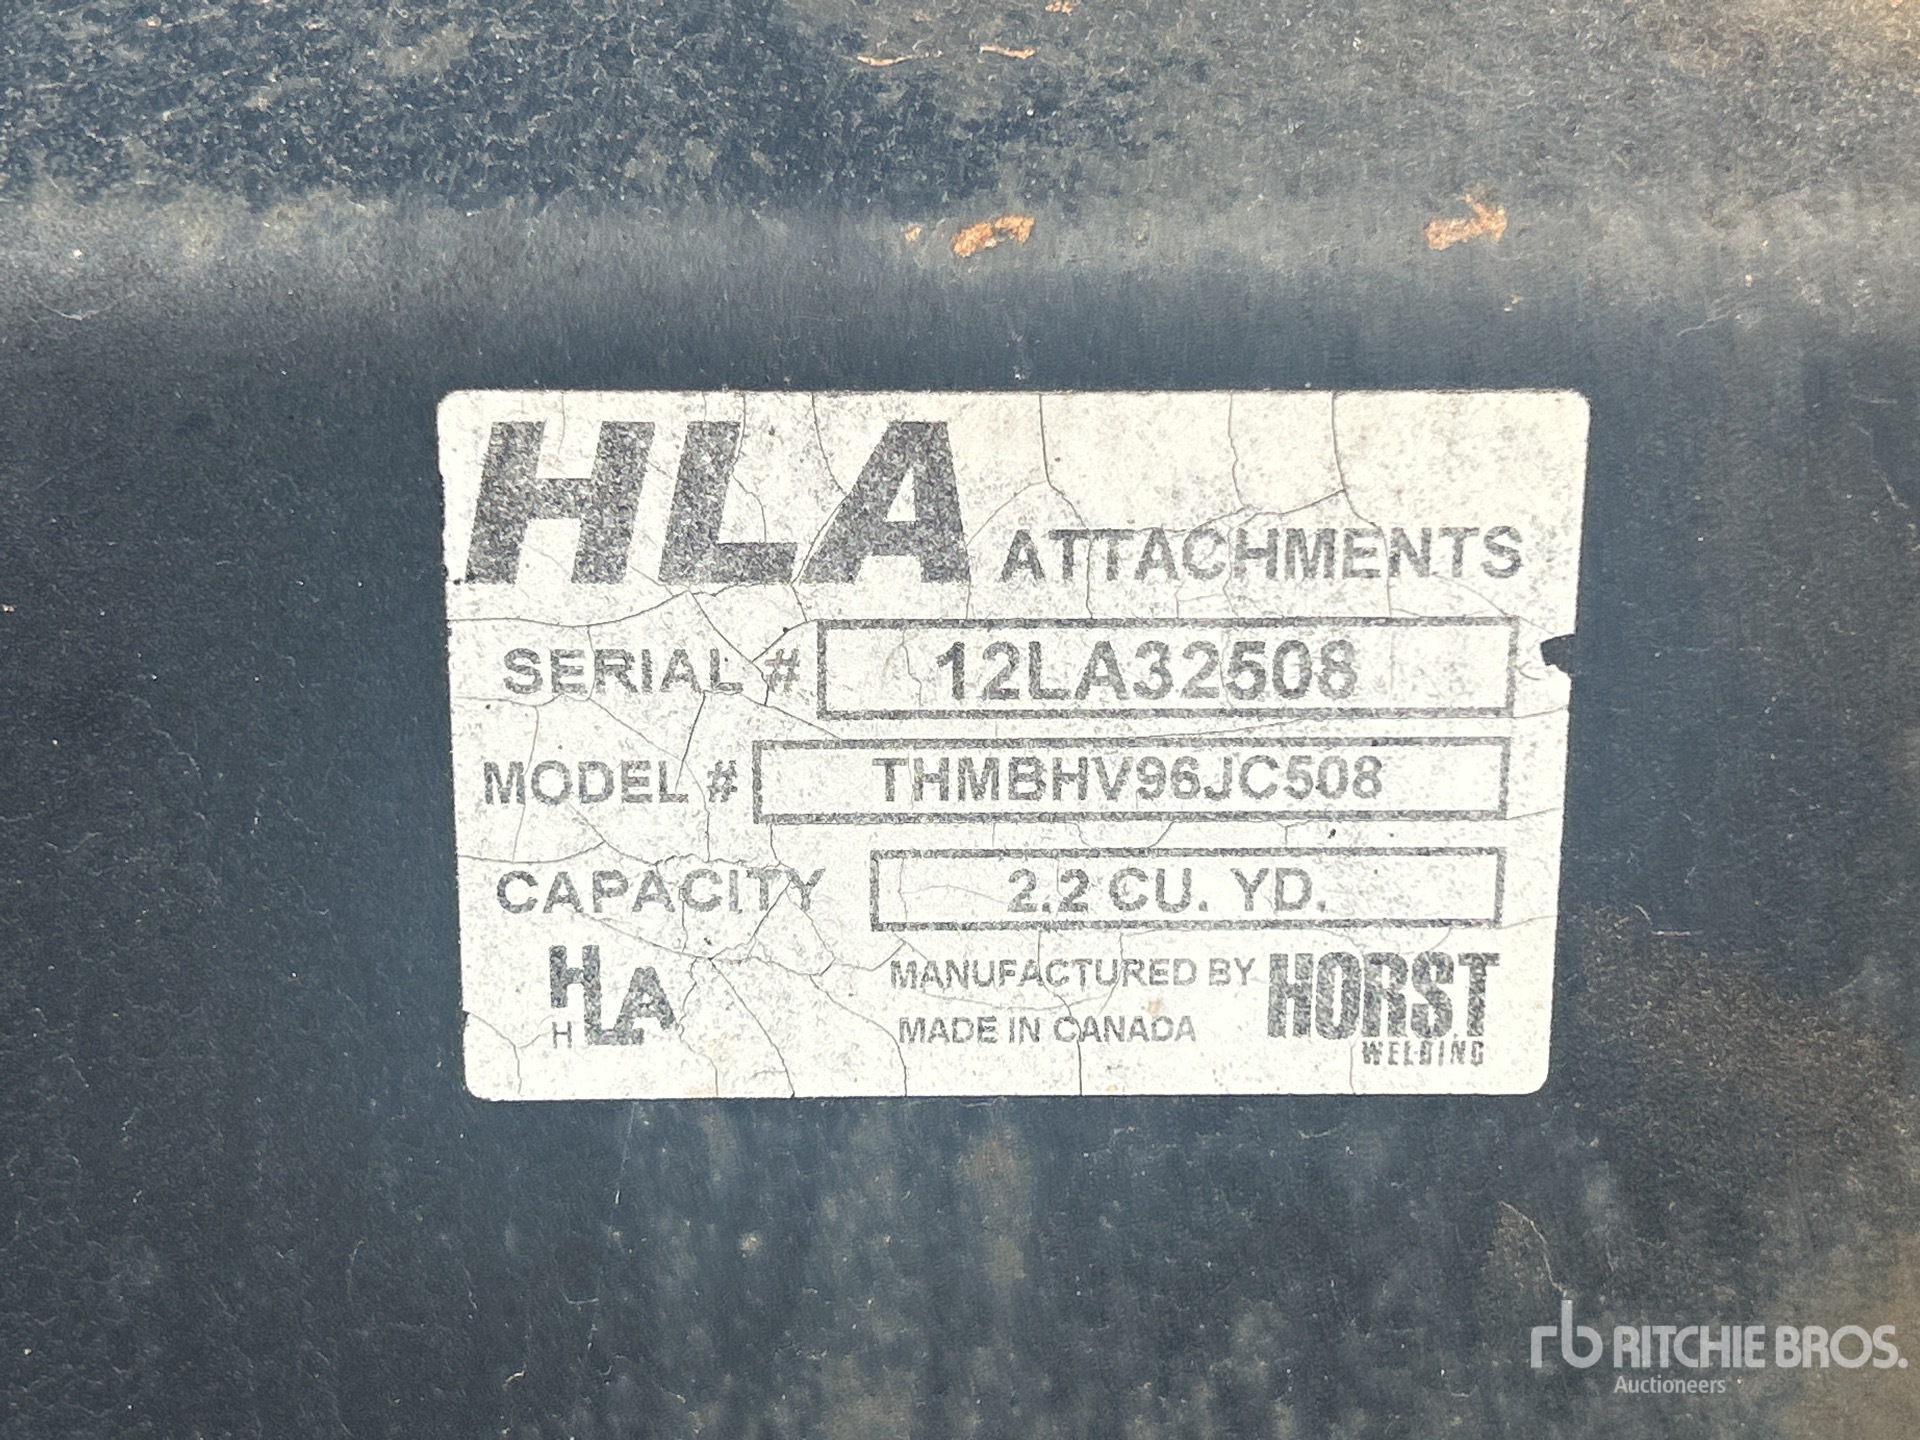 HLA ATTACHMENTS
SERIAL # 12LA32508
MODEL # THMBHV96JC508
CAPACITY 2.2 CU. YD.
HLA
H
MANUFACTURED BY HORST WELDING
MADE IN CANADA
rb RITCHIE BROS.
Auctioneers